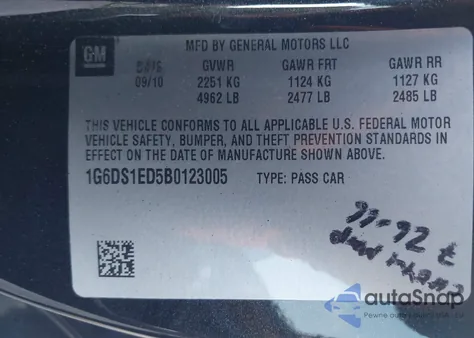 GM
MFD BY GENERAL MOTORS LLC
DATE GVWR GAWR FRT GAWR RR
09/10 2251 KG 1124 KG 1127 KG
4962 LB 2477 LB 2485 LB
THIS VEHICLE CONFORMS TO ALL APPLICABLE U.S. FEDERAL MOTOR
VEHICLE SAFETY, BUMPER, AND THEFT PREVENTION STANDARDS IN
EFFECT ON THE DATE OF MANUFACTURE SHOWN ABOVE.
1G6DS1ED5B0123005 TYPE: PASS CAR
autoSnap